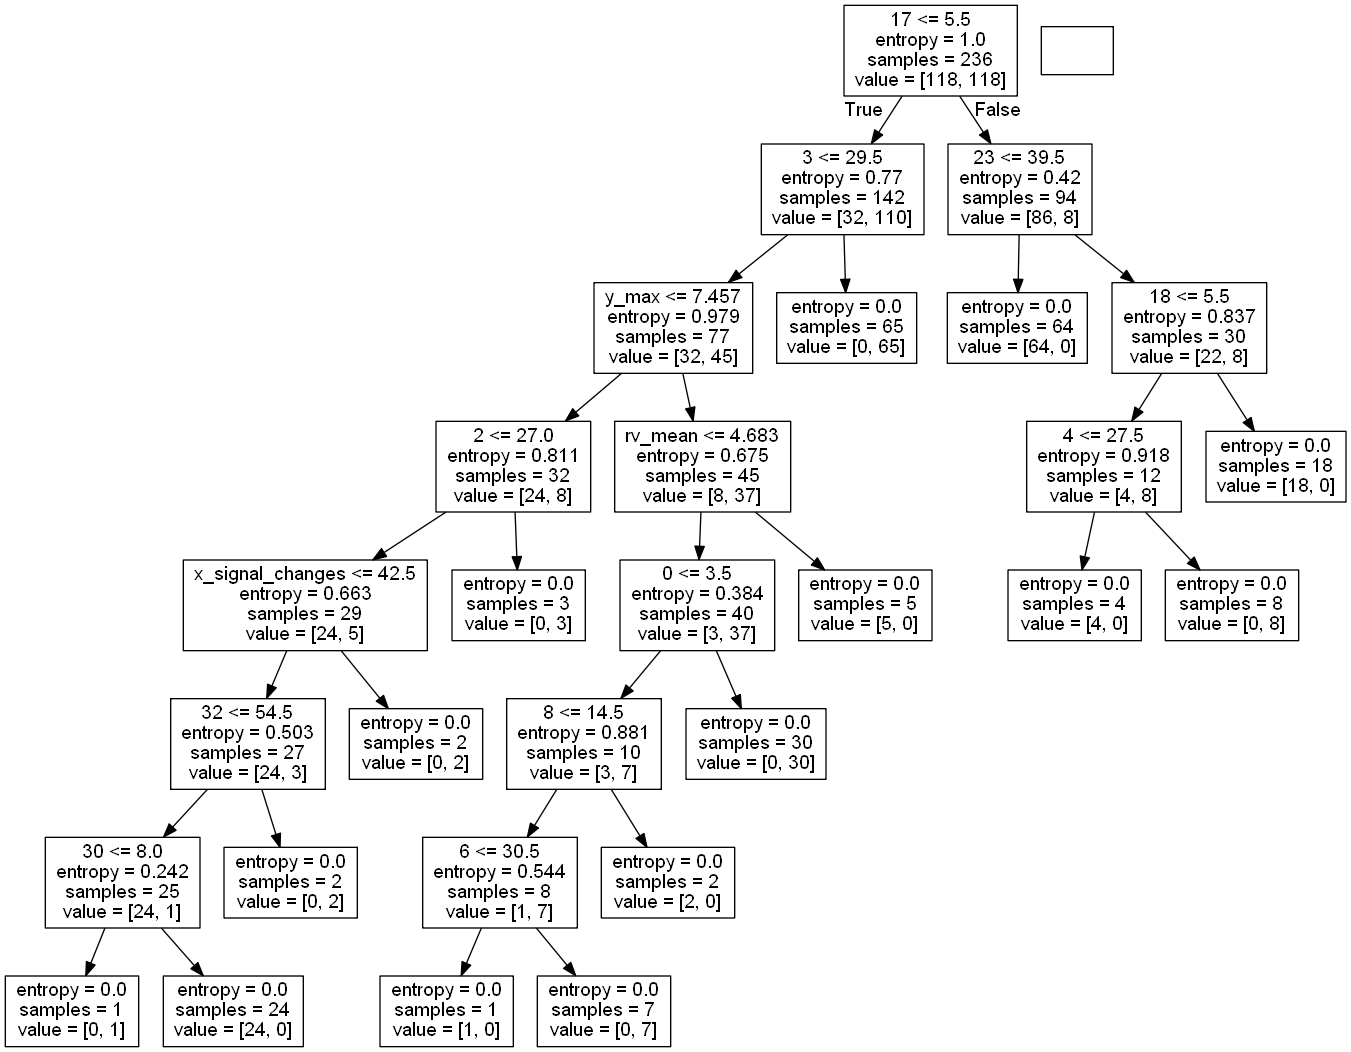 17 <= 5.5
entropy = 1.0
samples = 236
value = [118, 118]
True
False
3 <= 29.5
entropy = 0.77
samples = 142
value = [32, 110]
23 <= 39.5
entropy = 0.42
samples = 94
value = [86, 8]
y_max <= 7.457
entropy = 0.979
samples = 77
value = [32, 45]
entropy = 0.0
samples = 65
value = [0, 65]
entropy = 0.0
samples = 64
value = [64, 0]
18 <= 5.5
entropy = 0.837
samples = 30
value = [22, 8]
2 <= 27.0
entropy = 0.811
samples = 32
value = [24, 8]
rv_mean <= 4.683
entropy = 0.675
samples = 45
value = [8, 37]
4 <= 27.5
entropy = 0.918
samples = 12
value = [4, 8]
entropy = 0.0
samples = 18
value = [18, 0]
x_signal_changes <= 42.5
entropy = 0.663
samples = 29
value = [24, 5]
entropy = 0.0
samples = 3
value = [0, 3]
0 <= 3.5
entropy = 0.384
samples = 40
value = [3, 37]
entropy = 0.0
samples = 5
value = [5, 0]
entropy = 0.0
samples = 4
value = [4, 0]
entropy = 0.0
samples = 8
value = [0, 8]
32 <= 54.5
entropy = 0.503
samples = 27
value = [24, 3]
entropy = 0.0
samples = 2
value = [0, 2]
8 <= 14.5
entropy = 0.881
samples = 10
value = [3, 7]
entropy = 0.0
samples = 30
value = [0, 30]
30 <= 8.0
entropy = 0.242
samples = 25
value = [24, 1]
entropy = 0.0
samples = 2
value = [0, 2]
6 <= 30.5
entropy = 0.544
samples = 8
value = [1, 7]
entropy = 0.0
samples = 2
value = [2, 0]
entropy = 0.0
samples = 1
value = [0, 1]
entropy = 0.0
samples = 24
value = [24, 0]
entropy = 0.0
samples = 1
value = [1, 0]
entropy = 0.0
samples = 7
value = [0, 7]